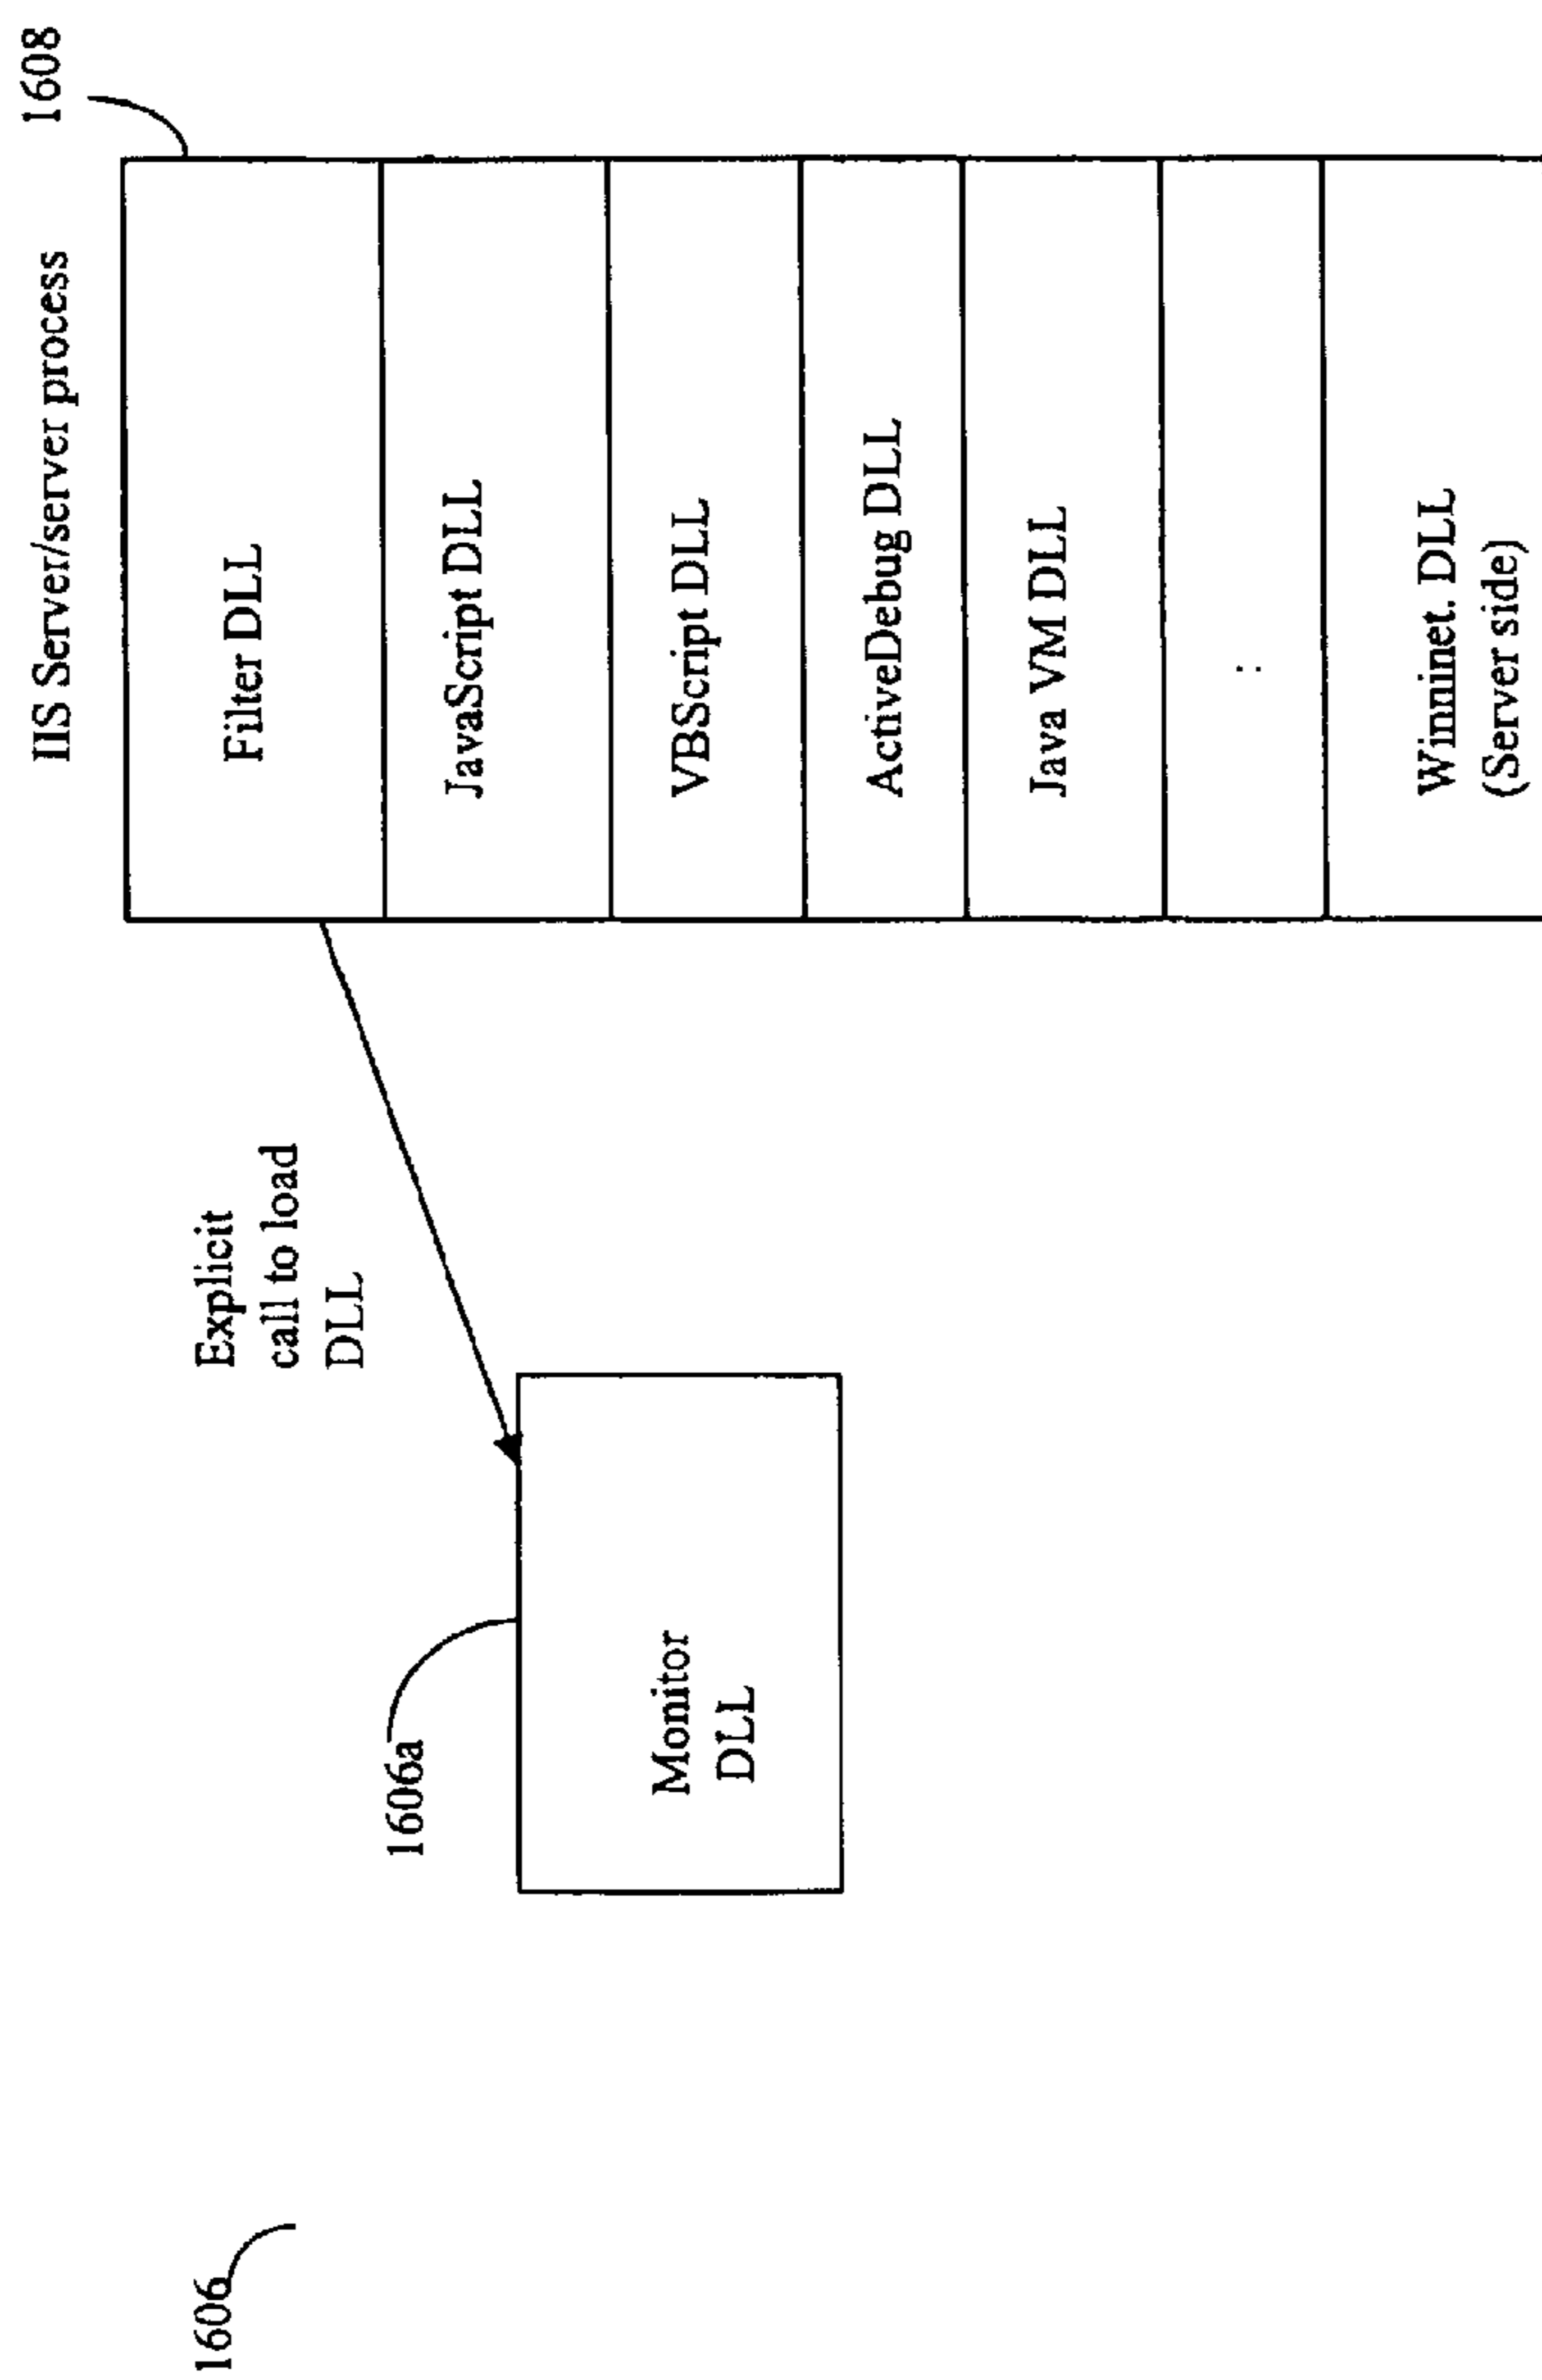 IIS Server/server process
1608
1606
Explicit
call to load
DLL
1606a
Monitor
DLL
Filter DLL
JavaScript DLL
VBScript DLL
ActiveDebug DLL
Java VM DLL
:
Winninet. DLL
(Server side)